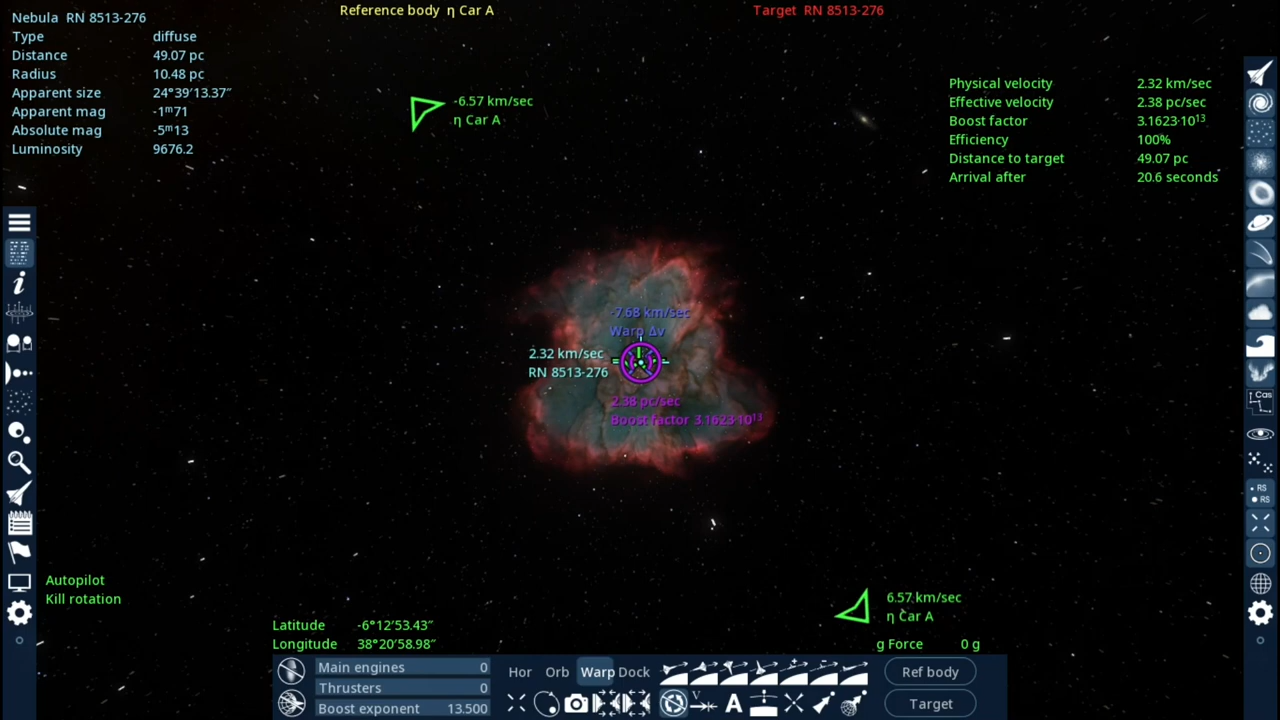 Nebula RN 8513-276
Type diffuse
Distance 49.07 pc
Radius 10.48 pc
Apparent size 24°39′13.37″
Apparent mag -1ᵐ71
Absolute mag -5ᵐ13
Luminosity 9676.2
Reference body η Car A
Target RN 8513-276
Physical velocity 2.32 km/sec
Effective velocity 2.38 pc/sec
Boost factor 3.1623·10¹³
Efficiency 100%
Distance to target 49.07 pc
Arrival after 20.6 seconds
-6.57 km/sec
η Car A
-7.68 km/sec
Warp Δv
2.32 km/sec
RN 8513-276
2.38 pc/sec
Boost factor 3.1623·10¹³
Cas
RS
RS
Autopilot
Kill rotation
6.57 km/sec
η Car A
Latitude -6°12′53.43″
Longitude 38°20′58.98″
g Force 0 g
Main engines 0
Thrusters 0
Boost exponent 13.500
Hor Orb Warp Dock
V
A
Ref body
Target